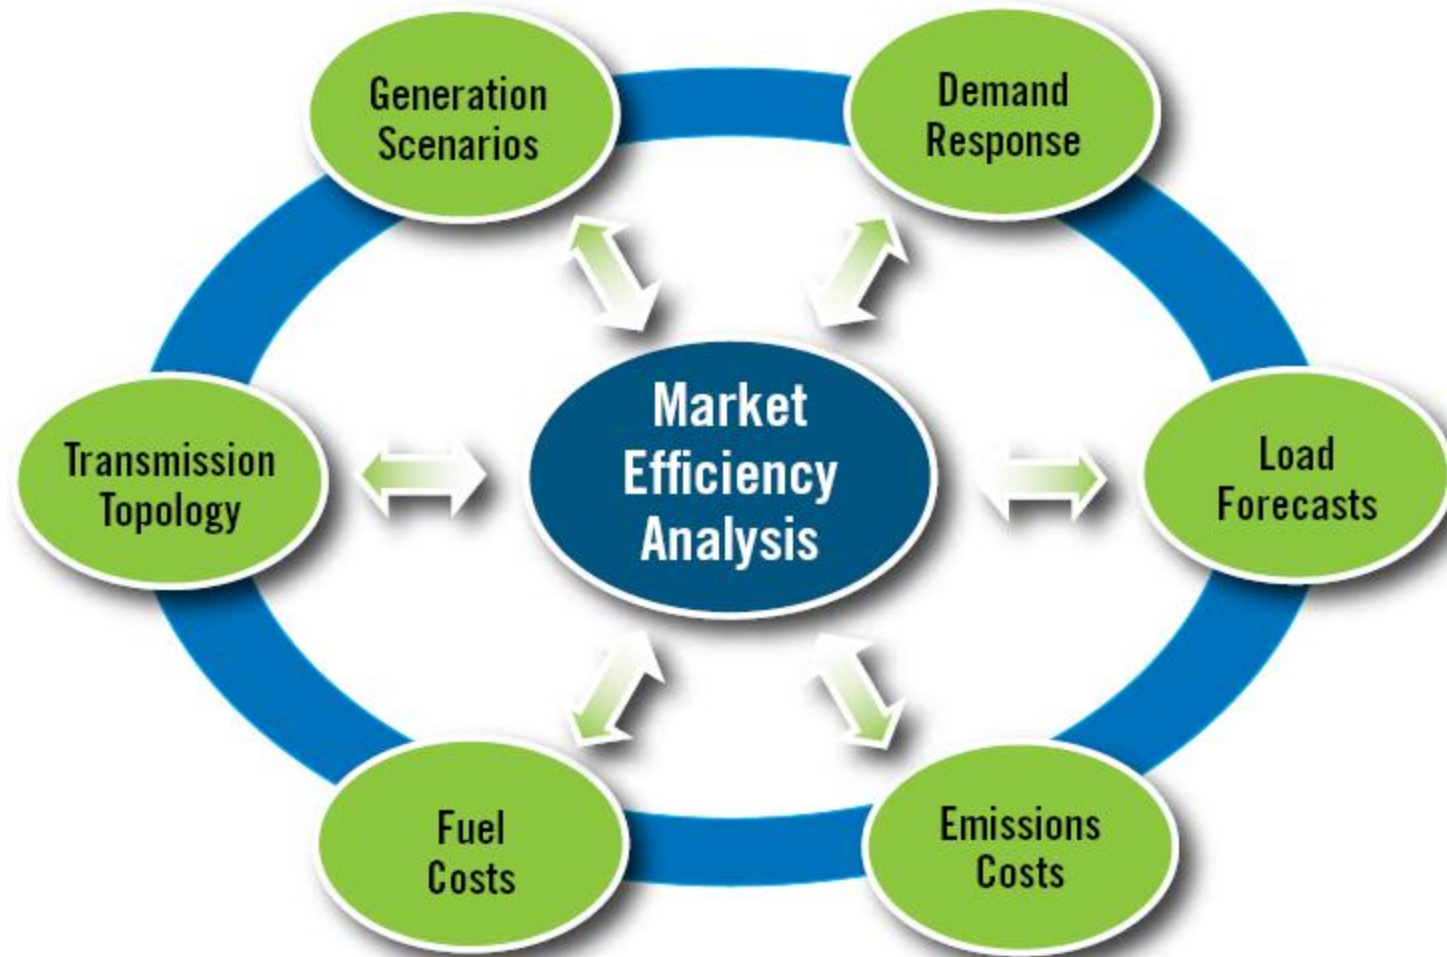 Generation
Scenarios
Demand
Response
Transmission
Topology
Market
Efficiency
Analysis
Load
Forecasts
Fuel
Costs
Emissions
Costs